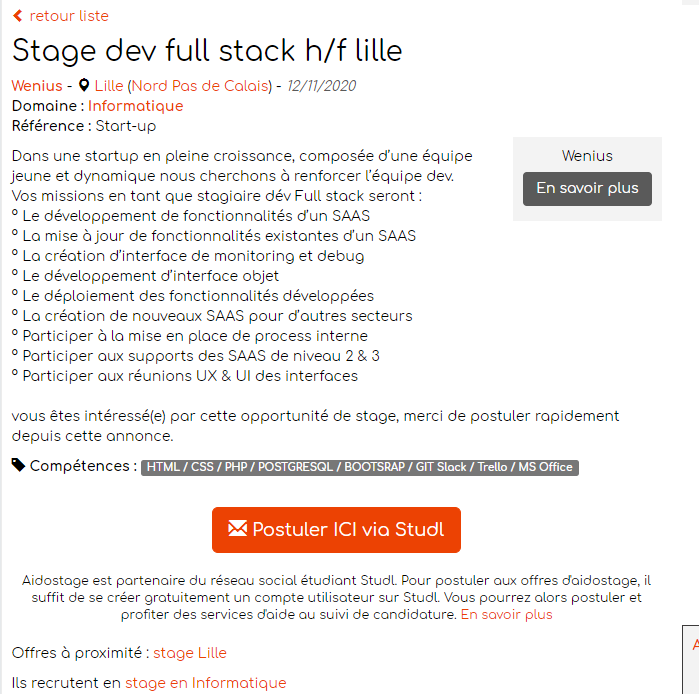 retour liste
Stage dev full stack h/f lille
Wenius - Lille (Nord Pas de Calais) - 12/11/2020
Domaine : Informatique
Référence : Start-up
Dans une startup en pleine croissance, composée d'une équipe
jeune et dynamique nous cherchons à renforcer l'équipe dev.
Vos missions en tant que stagiaire dév Full stack seront :
° Le développement de fonctionnalités d'un SAAS
° La mise à jour de fonctionnalités existantes d'un SAAS
° La création d'interface de monitoring et debug
° Le développement d'interface objet
° Le déploiement des fonctionnalités développées
° La création de nouveaux SAAS pour d'autres secteurs
° Participer à la mise en place de process interne
° Participer aux supports des SAAS de niveau 2 & 3
° Participer aux réunions UX & UI des interfaces
Wenius
En savoir plus
vous êtes intéressé(e) par cette opportunité de stage, merci de postuler rapidement
depuis cette annonce.
Compétences : HTML / CSS / PHP / POSTGRESQL / BOOTSRAP / GIT Slack / Trello / MS Office
Postuler ICI via Studl
Aidostage est partenaire du réseau social étudiant Studl. Pour postuler aux offres d'aidostage, il
suffit de se créer gratuitement un compte utilisateur sur Studl. Vous pourrez alors postuler et
profiter des services d'aide au suivi de candidature. En savoir plus
Offres à proximité : stage Lille
Ils recrutent en stage en Informatique